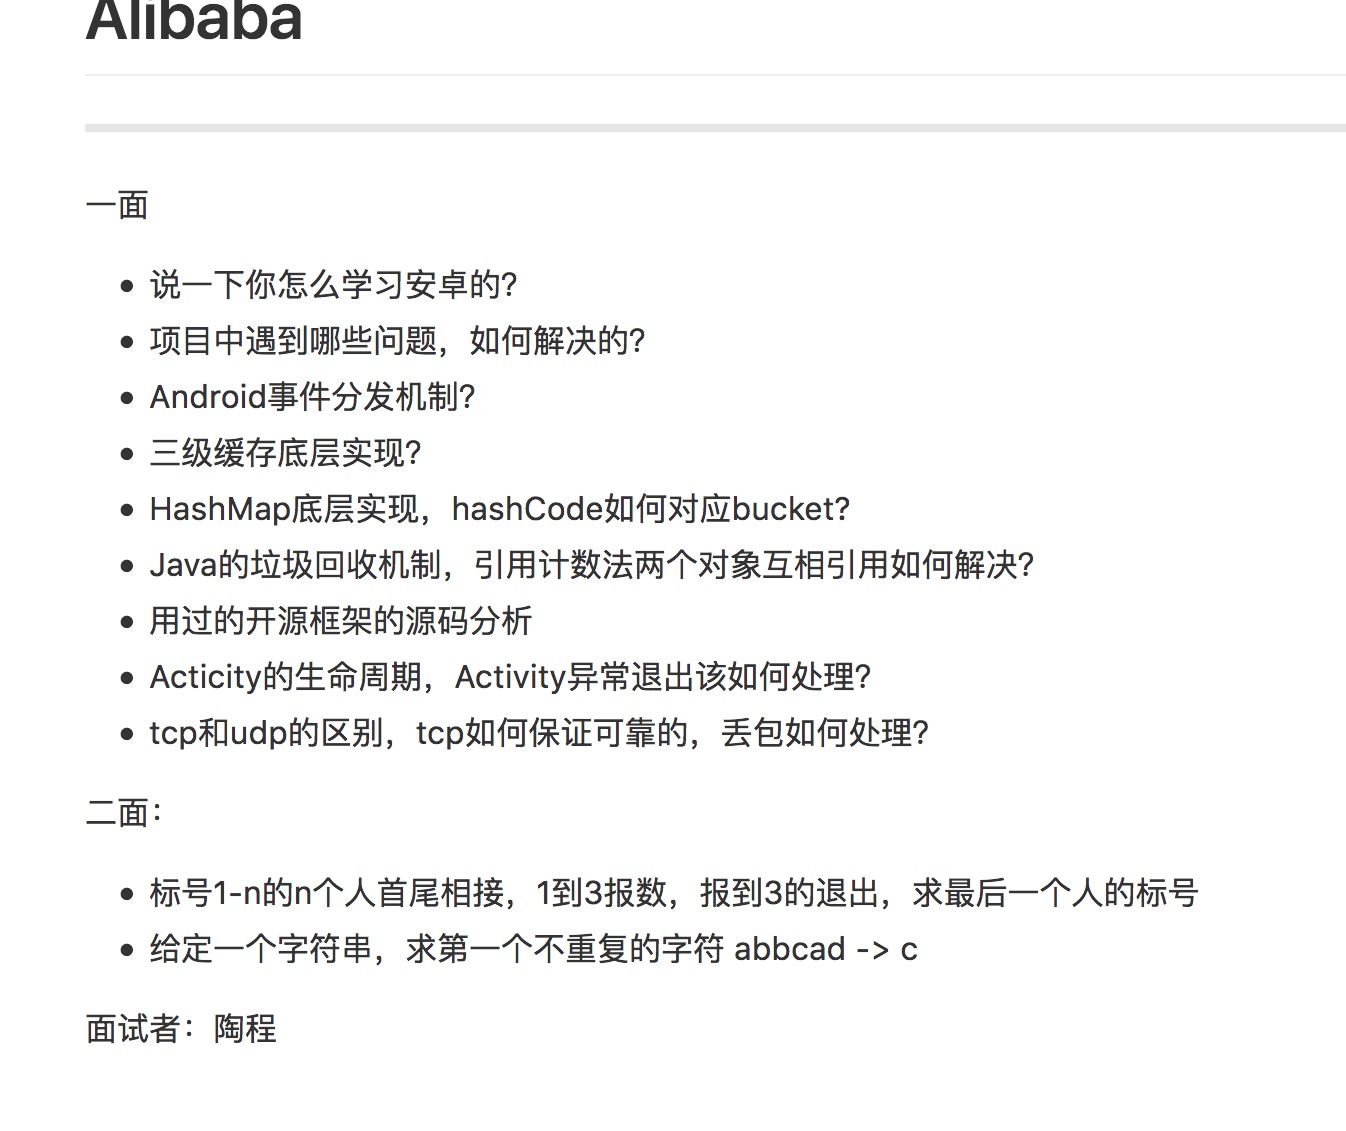 Alibaba
一面
• 说一下你怎么学习安卓的?
• 项目中遇到哪些问题，如何解决的?
• Android事件分发机制?
• 三级缓存底层实现?
• HashMap底层实现，hashCode如何对应bucket?
• Java的垃圾回收机制，引用计数法两个对象互相引用如何解决?
• 用过的开源框架的源码分析
• Acticity的生命周期，Activity异常退出该如何处理?
• tcp和udp的区别，tcp如何保证可靠的，丢包如何处理?
二面：
• 标号1-n的n个人首尾相接，1到3报数，报到3的退出，求最后一个人的标号
• 给定一个字符串，求第一个不重复的字符 abbcad -> c
面试者：陶程